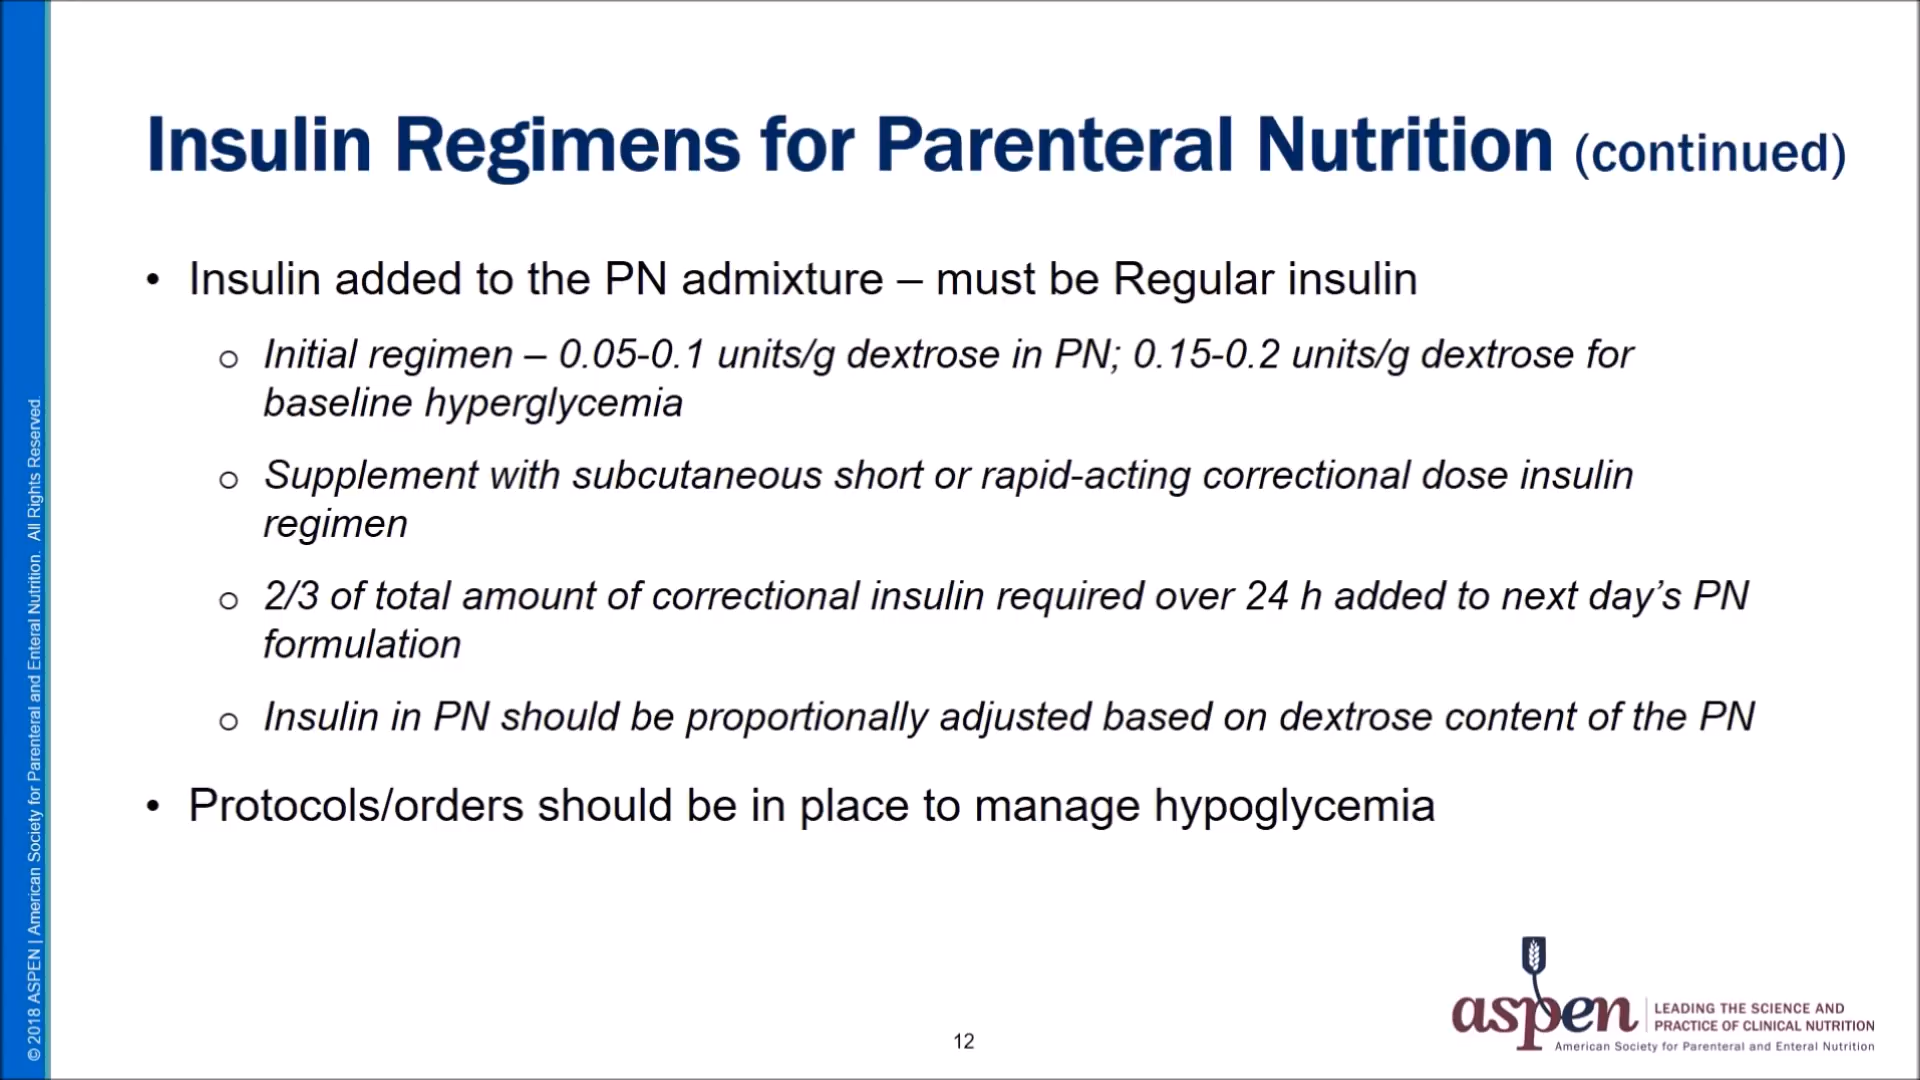 Insulin Regimens for Parenteral Nutrition (continued)
• Insulin added to the PN admixture – must be Regular insulin
o Initial regimen – 0.05-0.1 units/g dextrose in PN; 0.15-0.2 units/g dextrose for
baseline hyperglycemia
o Supplement with subcutaneous short or rapid-acting correctional dose insulin
regimen
o 2/3 of total amount of correctional insulin required over 24 h added to next day’s PN
formulation
o Insulin in PN should be proportionally adjusted based on dextrose content of the PN
• Protocols/orders should be in place to manage hypoglycemia
© 2018 ASPEN | American Society for Parenteral and Enteral Nutrition. All Rights Reserved.
12
aspen
LEADING THE SCIENCE AND
PRACTICE OF CLINICAL NUTRITION
American Society for Parenteral and Enteral Nutrition